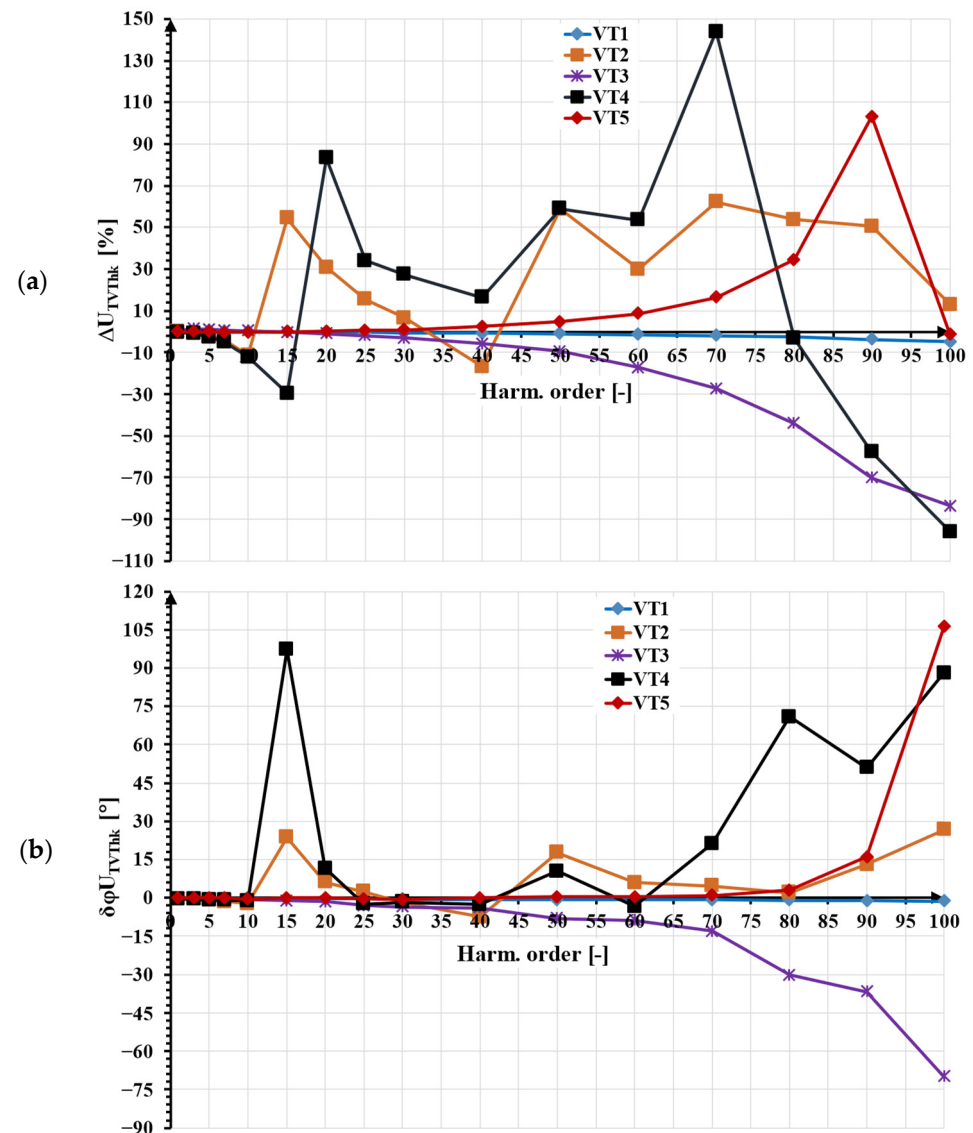 150
130
110
90
70
50
30
10
−10
−30
−50
−70
−90
−110
ΔU_TVThk [%]
(a)
VT1
VT2
VT3
VT4
VT5
0 5 10 15 20 25 30 35 40 45 50 55 60 65 70 75 80 85 90 95 100
Harm. order [-]
120
105
90
75
60
45
30
15
0
−15
−30
−45
−60
−75
−90
δφU_TVThk [°]
(b)
VT1
VT2
VT3
VT4
VT5
0 5 10 15 20 25 30 35 40 45 50 55 60 65 70 75 80 85 90 95 100
Harm. order [-]